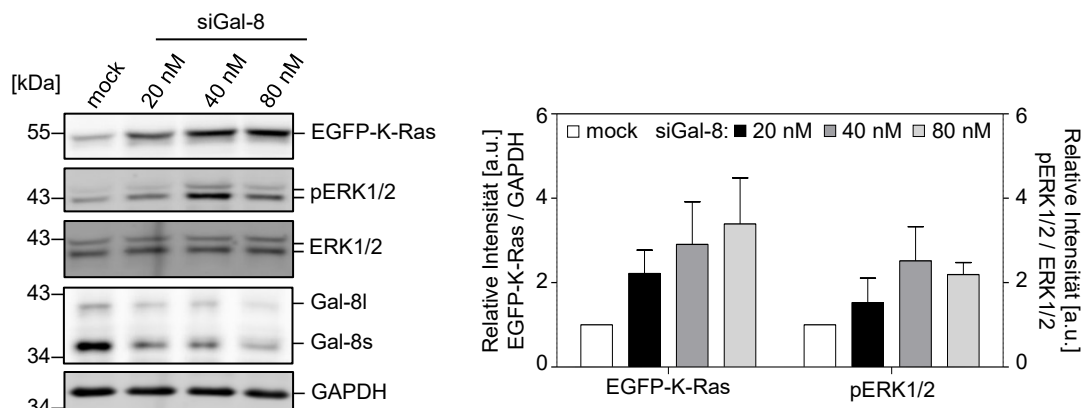 siGal-8
[kDa]
mock 20 nM 40 nM 80 nM
55 EGFP-K-Ras
43 pERK1/2
43 ERK1/2
43 Gal-8l
Gal-8s
34
GAPDH
34
Relative Intensität [a.u.]
EGFP-K-Ras / GAPDH
6 6
mock siGal-8: 20 nM 40 nM 80 nM
4 4
2 2
0 0
EGFP-K-Ras pERK1/2
Relative Intensität [a.u.]
pERK1/2 / ERK1/2